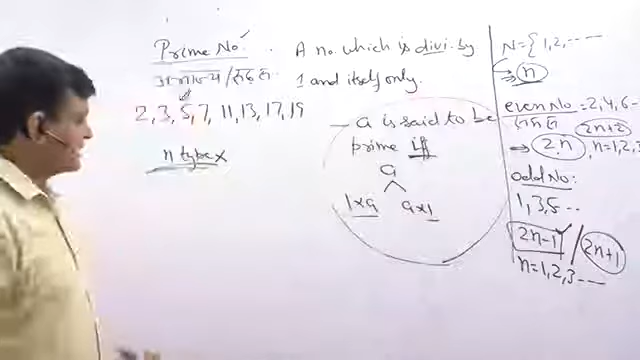 Prime No.
A no. which is divi. by
अभाज्य / रूढ़
1 and itself only.
2, 3, 5, 7, 11, 13, 17, 19
n type x
— a is said to be
prime iff
a
1×a a×1
N={1,2,-----
→ n
even No. = 2,4,6-
2n+2
→ 2n, n=1,2,3
odd No:
1,3,5--
2n-1 / 2n+1
n=1,2,3----